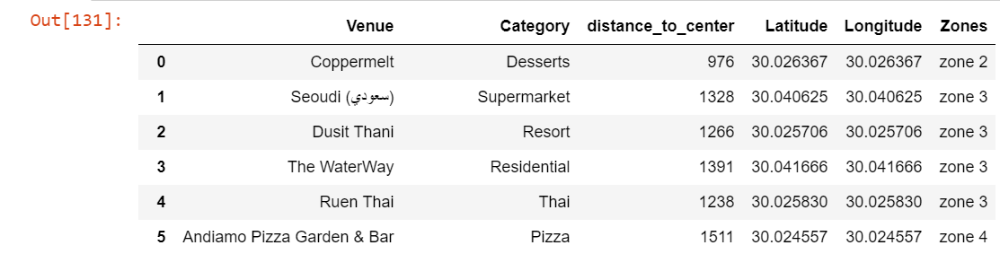 Out[131]:
Venue Category distance_to_center Latitude Longitude Zones
0 Coppermelt Desserts 976 30.026367 30.026367 zone 2
1 Seoudi (سعودي) Supermarket 1328 30.040625 30.040625 zone 3
2 Dusit Thani Resort 1266 30.025706 30.025706 zone 3
3 The WaterWay Residential 1391 30.041666 30.041666 zone 3
4 Ruen Thai Thai 1238 30.025830 30.025830 zone 3
5 Andiamo Pizza Garden & Bar Pizza 1511 30.024557 30.024557 zone 4